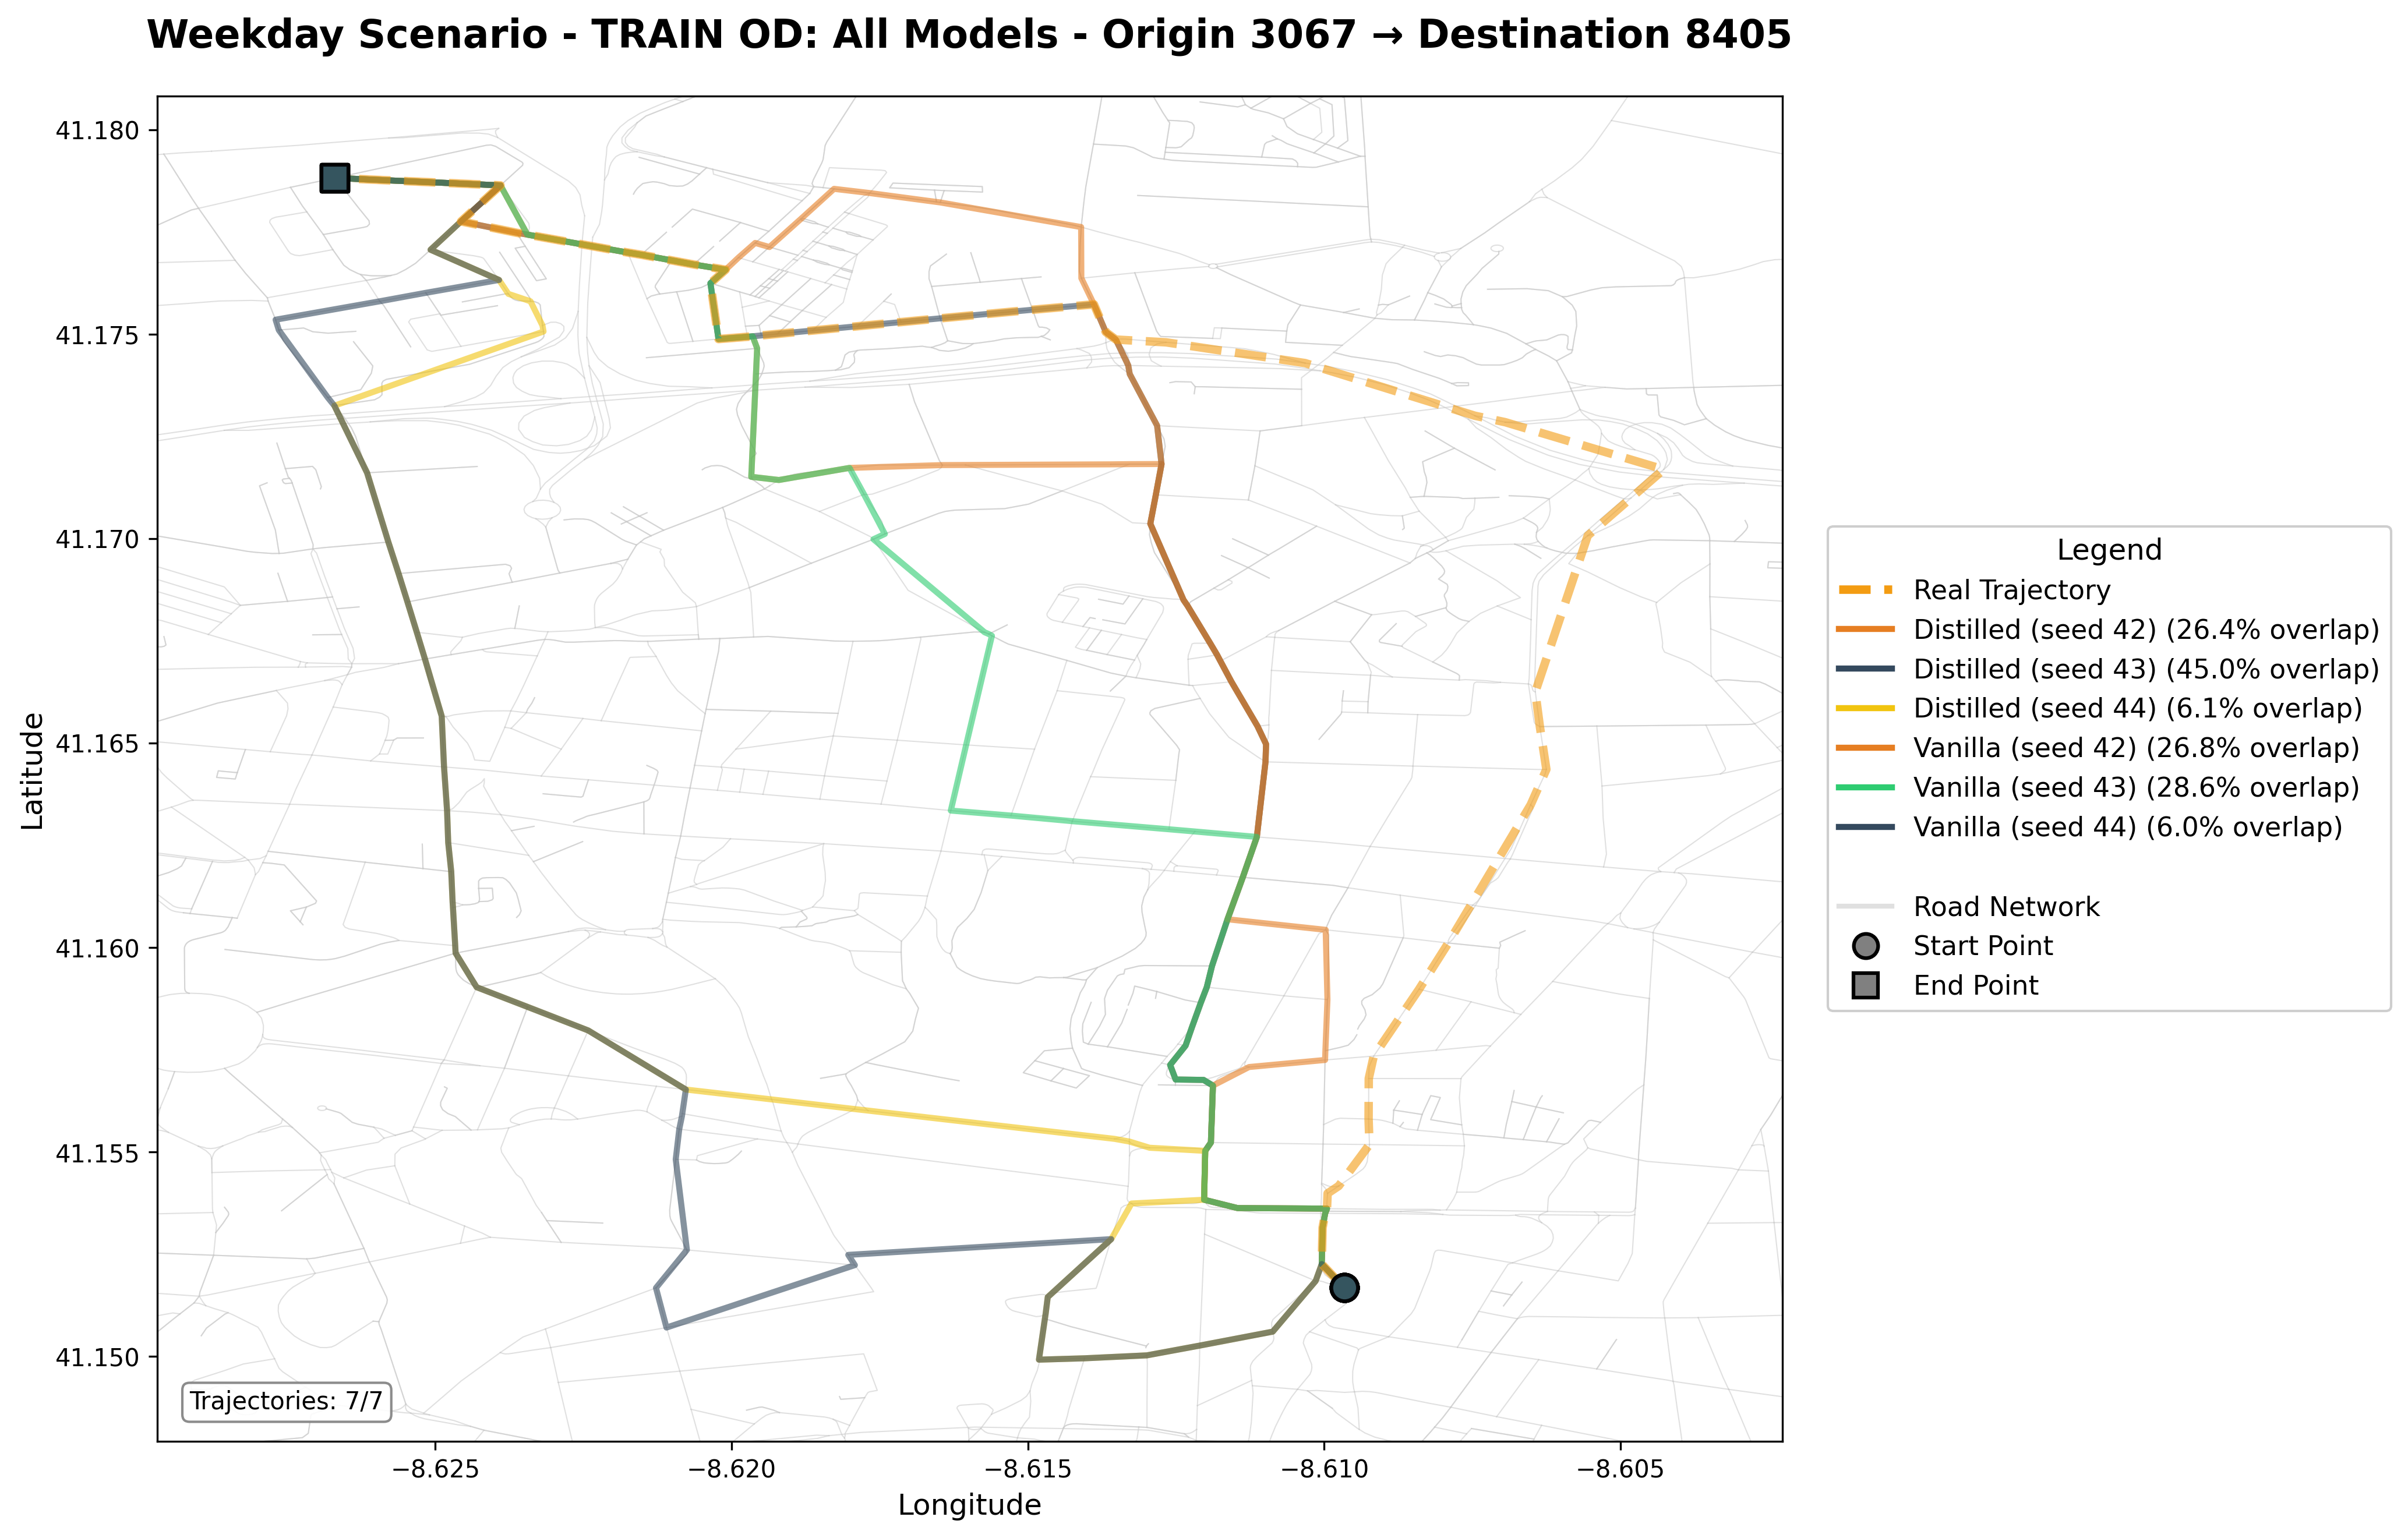 Weekday Scenario - TRAIN OD: All Models - Origin 3067 → Destination 8405
41.180
41.175
41.170
41.165
41.160
41.155
41.150
Latitude
−8.625
−8.620
−8.615
−8.610
−8.605
Longitude
Trajectories: 7/7
Legend
Real Trajectory
Distilled (seed 42) (26.4% overlap)
Distilled (seed 43) (45.0% overlap)
Distilled (seed 44) (6.1% overlap)
Vanilla (seed 42) (26.8% overlap)
Vanilla (seed 43) (28.6% overlap)
Vanilla (seed 44) (6.0% overlap)
Road Network
Start Point
End Point